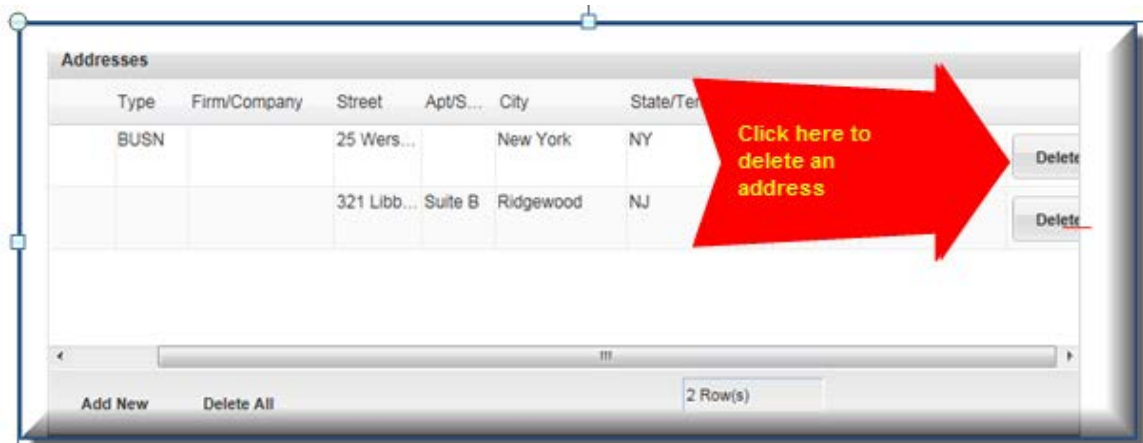 Addresses
Type Firm/Company Street Apt/S... City State/Ter
BUSN 25 Wers... New York NY
321 Libb... Suite B Ridgewood NJ
Click here to
delete an
address
Delete
Delete
Add New Delete All 2 Row(s)